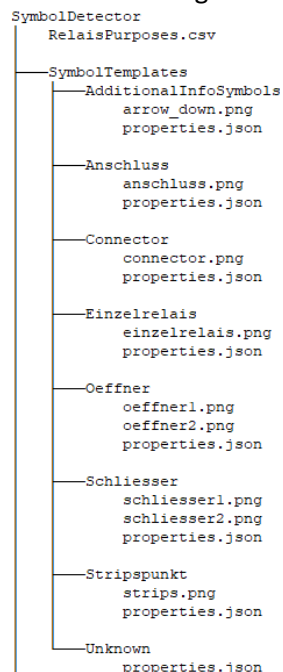 SymbolDetector
RelaisPurposes.csv
SymbolTemplates
AdditionalInfoSymbols
arrow_down.png
properties.json
Anschluss
anschluss.png
properties.json
Connector
connector.png
properties.json
Einzelrelais
einzelrelais.png
properties.json
Oeffner
oeffner1.png
oeffner2.png
properties.json
Schliesser
schliesser1.png
schliesser2.png
properties.json
Stripspunkt
strips.png
properties.json
Unknown
properties.json